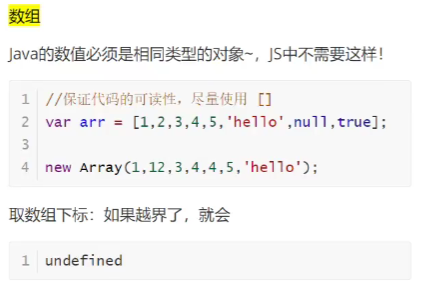 数组
Java的数值必须是相同类型的对象~，JS中不需要这样！
1 //保证代码的可读性，尽量使用 []
2 var arr = [1,2,3,4,5,'hello',null,true];
3
4 new Array(1,12,3,4,4,5,'hello');
取数组下标：如果越界了，就会
1 undefined